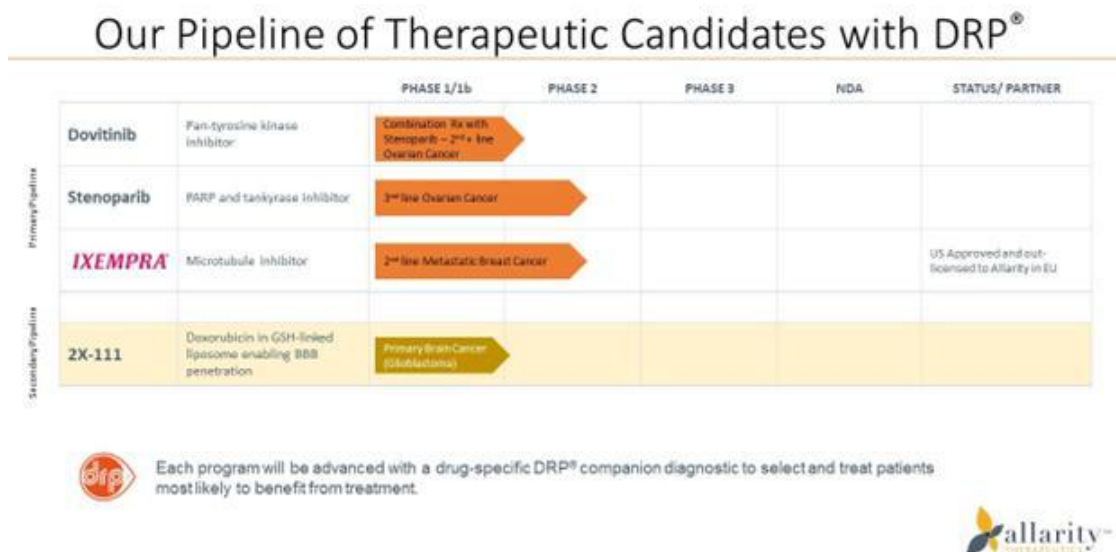 Our Pipeline of Therapeutic Candidates with DRP®
PHASE 1/1b PHASE 2 PHASE 3 NDA STATUS/ PARTNER
Primary Pipeline
Dovitinib
Pan-tyrosine kinase
inhibitor
Combination Rx with
Stenoparib – 2nd + line
Ovarian Cancer
Stenoparib
PARP and tankyrase inhibitor
3rd line Ovarian Cancer
IXEMPRA
Microtubule inhibitor
2nd line Metastatic Breast Cancer
US Approved and out-
licensed to Allarity in EU
Secondary Pipeline
2X-111
Doxorubicin in GSH-linked
liposome enabling BBB
penetration
Primary Brain Cancer
(Glioblastoma)
drp
Each program will be advanced with a drug-specific DRP® companion diagnostic to select and treat patients
most likely to benefit from treatment.
allarity™
THERAPEUTICS